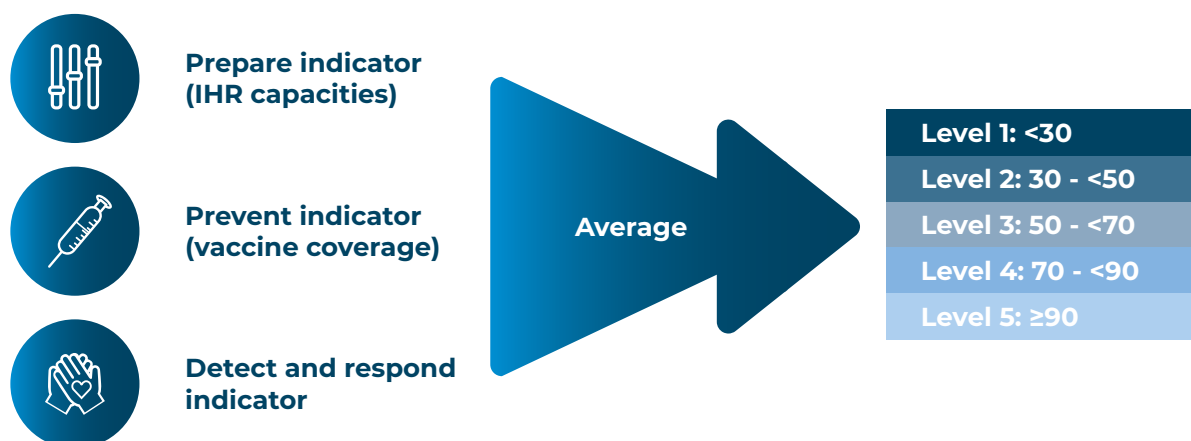 Prepare indicator
(IHR capacities)
Prevent indicator
(vaccine coverage)
Detect and respond
indicator
Average
Level 1: <30
Level 2: 30 - <50
Level 3: 50 - <70
Level 4: 70 - <90
Level 5: ≥90